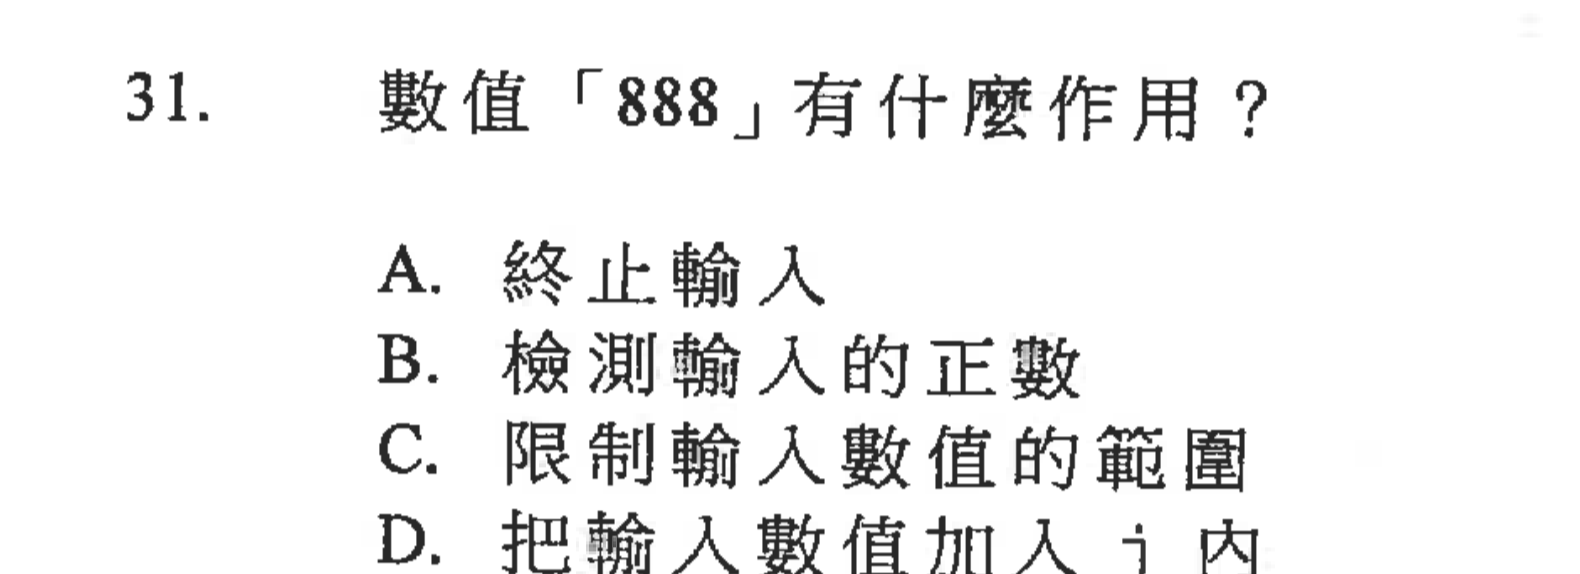 31. 數值「888」有什麼作用？
A. 終止輸入
B. 檢測輸入的正數
C. 限制輸入數值的範圍
D. 把輸入數值加入 i 內